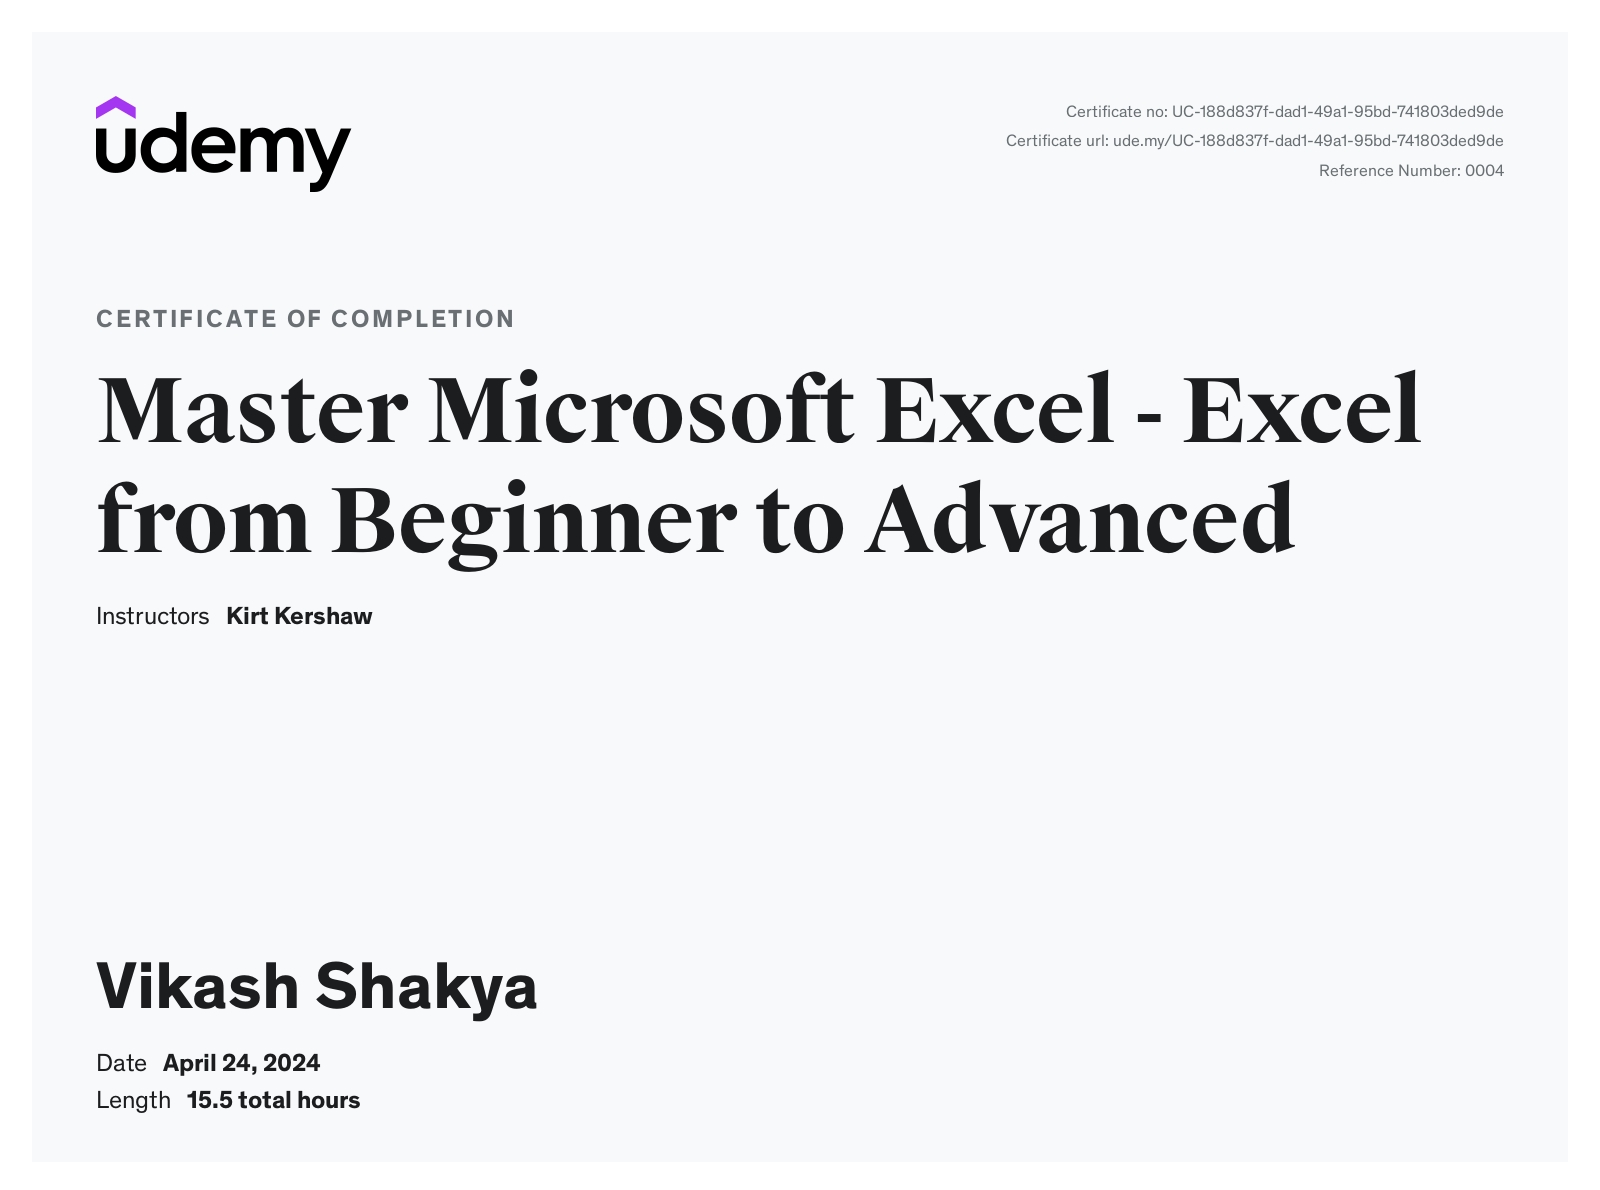 udemy
Certificate no: UC-188d837f-dad1-49a1-95bd-741803ded9de
Certificate url: ude.my/UC-188d837f-dad1-49a1-95bd-741803ded9de
Reference Number: 0004
CERTIFICATE OF COMPLETION
Master Microsoft Excel - Excel
from Beginner to Advanced
Instructors Kirt Kershaw
Vikash Shakya
Date April 24, 2024
Length 15.5 total hours